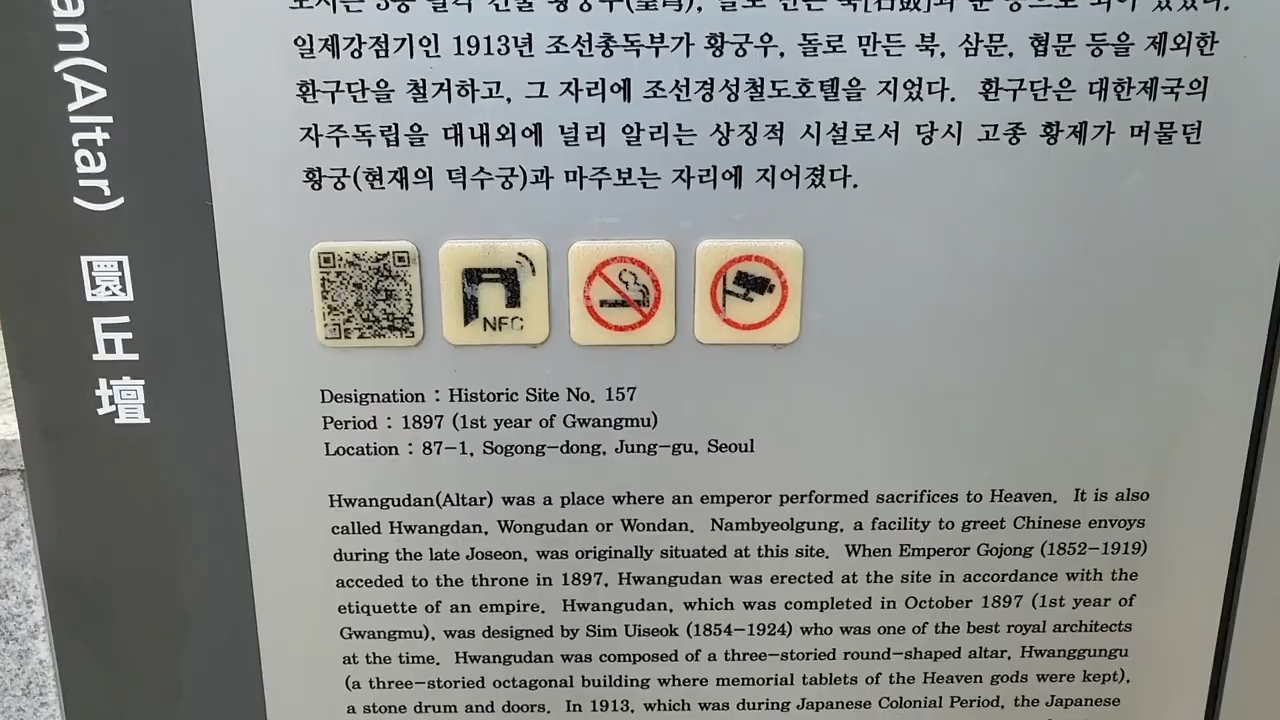 an(Altar) 圜丘壇
일제강점기인 1913년 조선총독부가 황궁우, 돌로 만든 북, 삼문, 협문 등을 제외한
환구단을 철거하고, 그 자리에 조선경성철도호텔을 지었다. 환구단은 대한제국의
자주독립을 대내외에 널리 알리는 상징적 시설로서 당시 고종 황제가 머물던
황궁(현재의 덕수궁)과 마주보는 자리에 지어졌다.
NFC
Designation : Historic Site No. 157
Period : 1897 (1st year of Gwangmu)
Location : 87-1, Sogong-dong, Jung-gu, Seoul
Hwangudan(Altar) was a place where an emperor performed sacrifices to Heaven. It is also
called Hwangdan, Wongudan or Wondan. Nambyeolgung, a facility to greet Chinese envoys
during the late Joseon, was originally situated at this site. When Emperor Gojong (1852-1919)
acceded to the throne in 1897, Hwangudan was erected at the site in accordance with the
etiquette of an empire. Hwangudan, which was completed in October 1897 (1st year of
Gwangmu), was designed by Sim Uiseok (1854-1924) who was one of the best royal architects
at the time. Hwangudan was composed of a three-storied round-shaped altar, Hwanggungu
(a three-storied octagonal building where memorial tablets of the Heaven gods were kept),
a stone drum and doors. In 1913, which was during Japanese Colonial Period, the Japanese